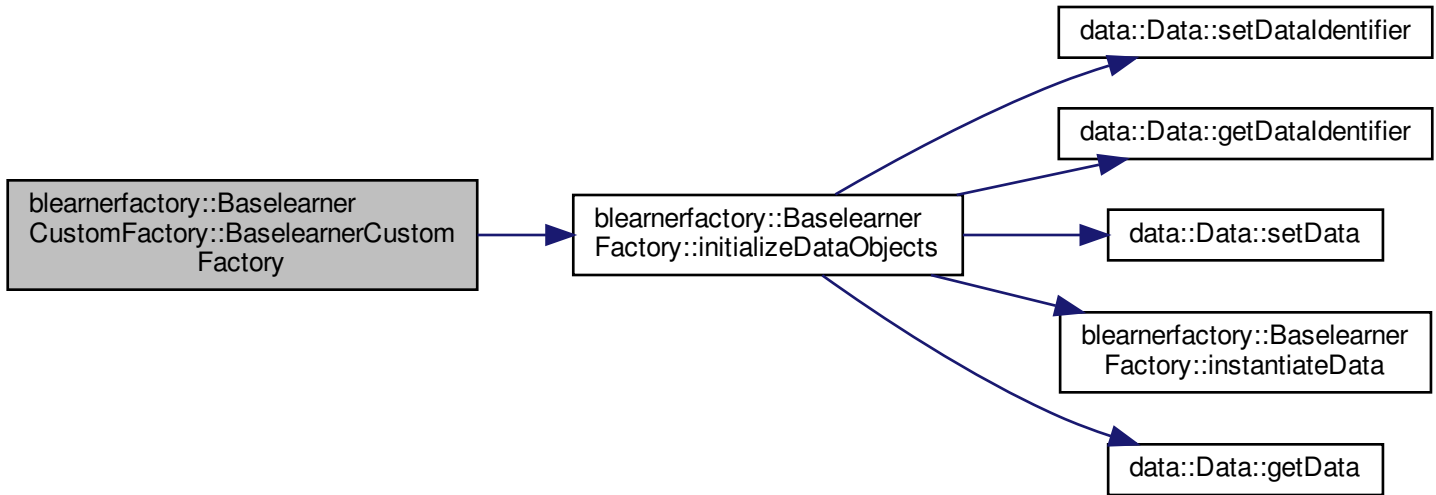 blearnerfactory::Baselearner
CustomFactory::BaselearnerCustom
Factory
blearnerfactory::Baselearner
Factory::initializeDataObjects
data::Data::setDataIdentifier
data::Data::getDataIdentifier
data::Data::setData
blearnerfactory::Baselearner
Factory::instantiateData
data::Data::getData